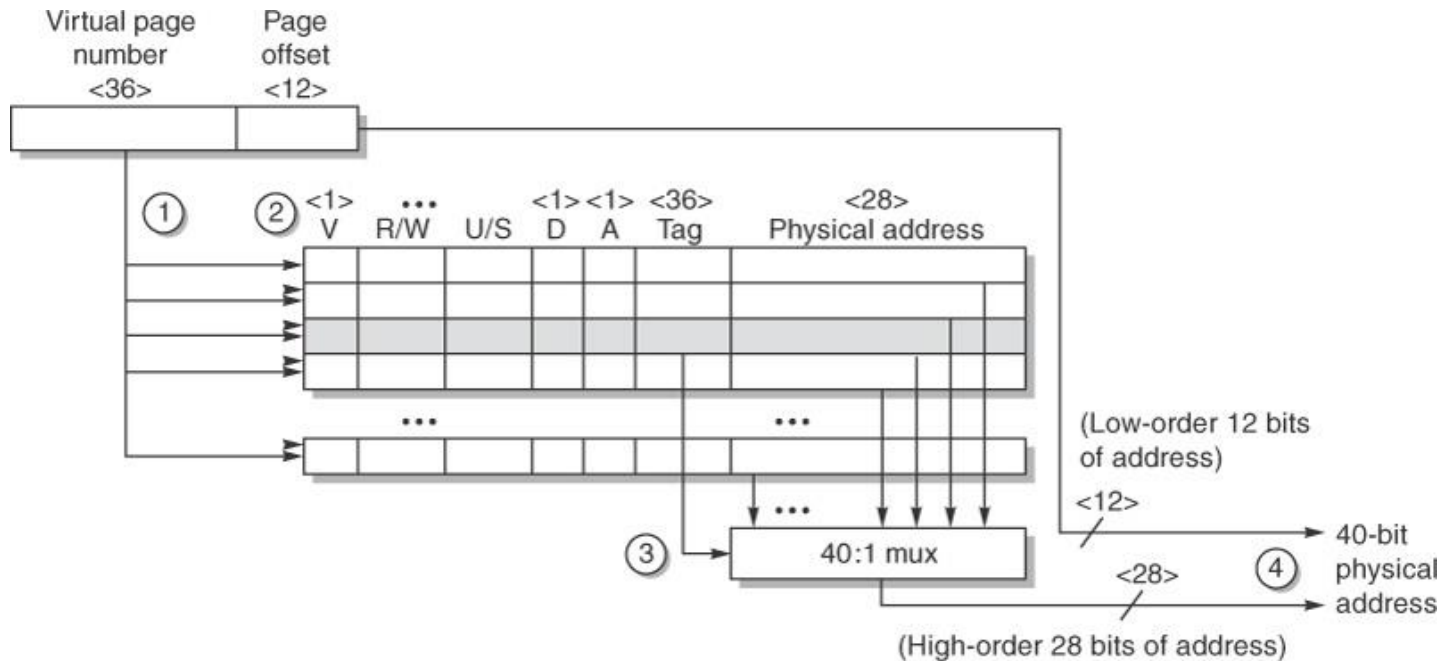 Virtual page
number
<36>
Page
offset
<12>
1
2
<1>
V
•••
R/W
U/S
<1>
D
<1>
A
<36>
Tag
<28>
Physical address
•••
•••
•••
3
40:1 mux
(Low-order 12 bits
of address)
<12>
<28>
4
40-bit
physical
address
(High-order 28 bits of address)